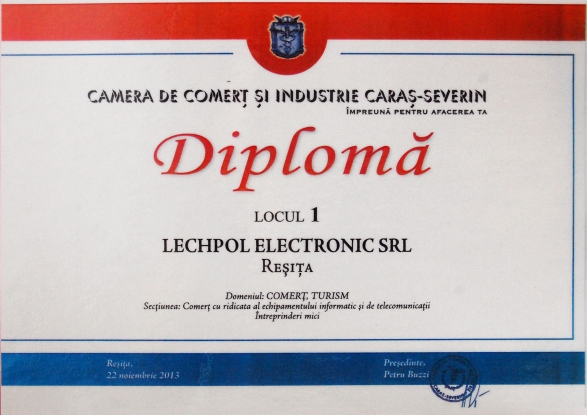 CAMERA DE COMERȚ ȘI INDUSTRIE CARAȘ-SEVERIN
ÎMPREUNĂ PENTRU AFACEREA TA
Diplomă
LOCUL 1
LECHPOL ELECTRONIC SRL
REȘIȚA
Domeniul: COMERȚ, TURISM
Secțiunea: Comerț cu ridicata al echipamentului informatic și de telecomunicații
Întreprinderi mici
Reșița,
22 noiembrie 2013
Președinte,
Petru Buzzi